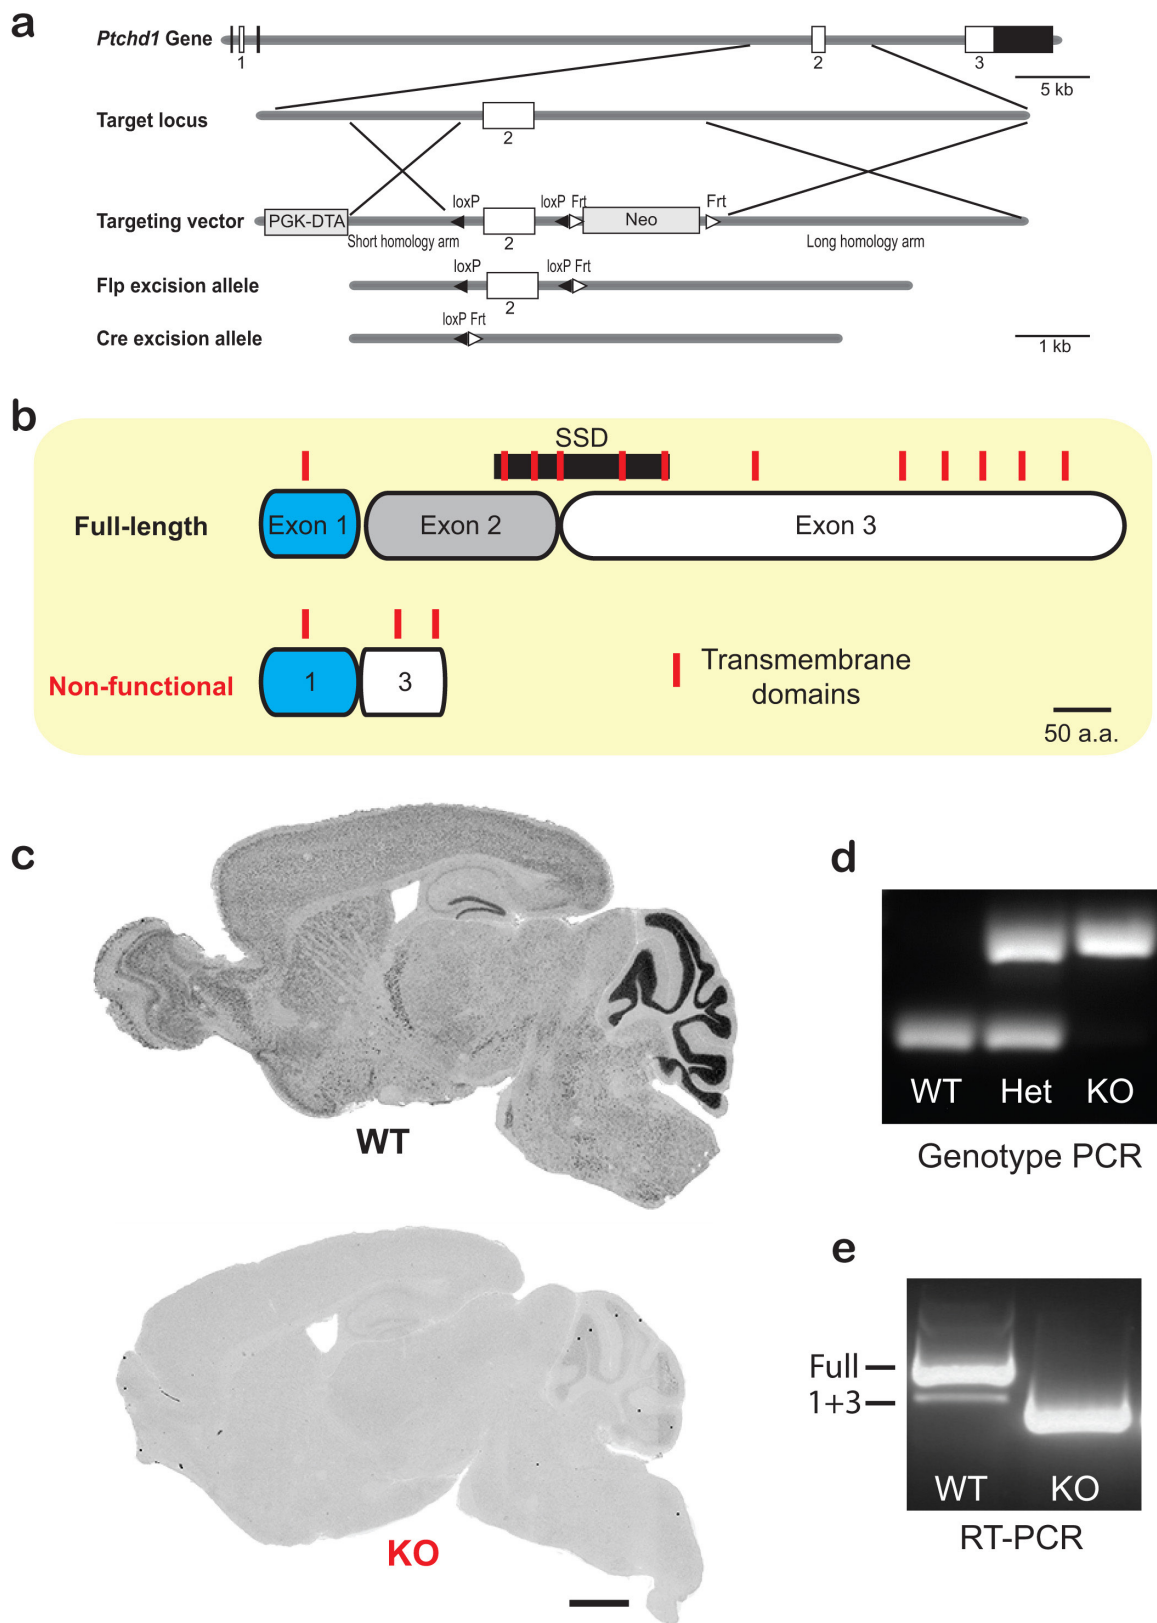 a
Ptchd1 Gene
1
2
3
5 kb
Target locus
2
loxP
loxP Frt
Frt
Targeting vector
PGK-DTA
Neo
2
Short homology arm
Long homology arm
loxP
loxP Frt
Flp excision allele
2
loxP Frt
Cre excision allele
1 kb
b
SSD
Full-length
Exon 1
Exon 2
Exon 3
Non-functional
1
3
Transmembrane
domains
50 a.a.
c
WT
KO
d
WT Het KO
Genotype PCR
e
Full
1+3
WT KO
RT-PCR